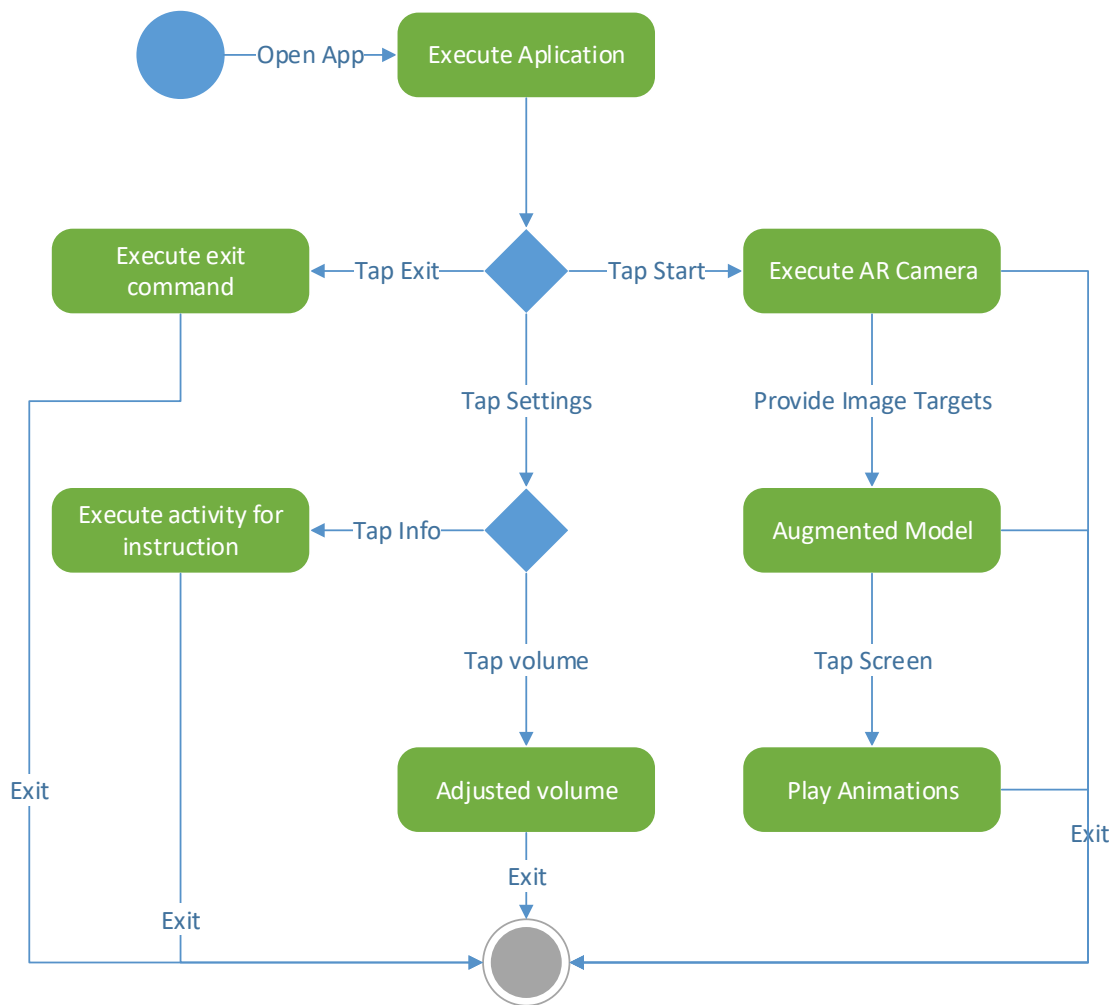 Open App
Execute Aplication
Execute exit
command
Tap Exit
Tap Start
Execute AR Camera
Tap Settings
Provide Image Targets
Execute activity for
instruction
Tap Info
Augmented Model
Tap volume
Tap Screen
Exit
Adjusted volume
Play Animations
Exit
Exit
Exit